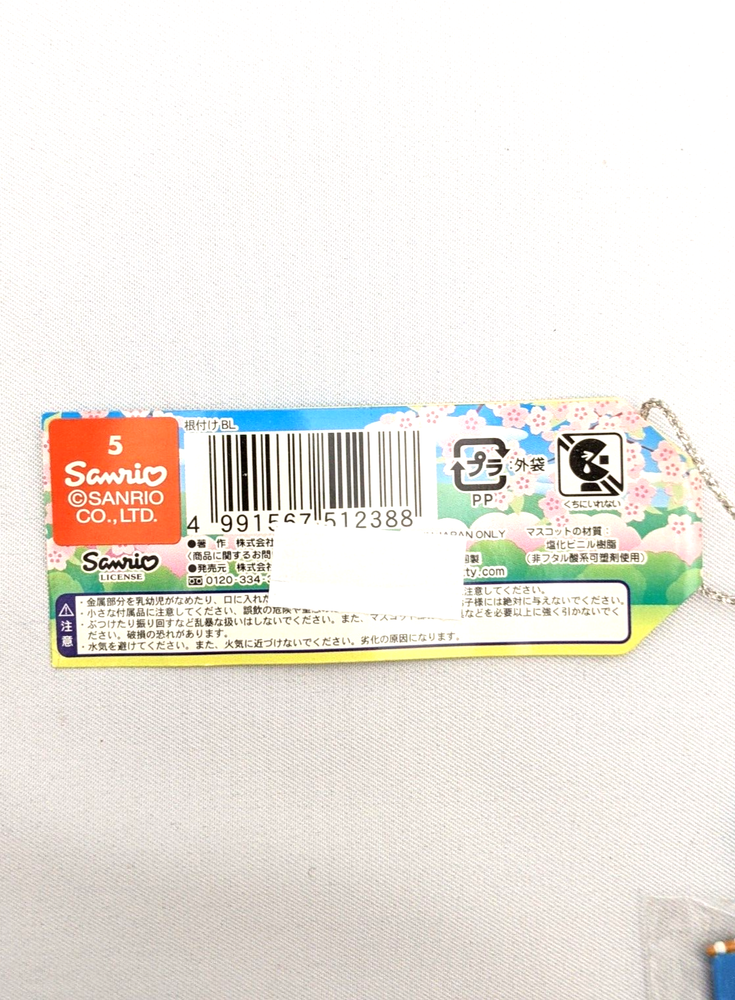 5
Sanrio
©SANRIO
CO.,LTD.
Sanrio
LICENSE
根付け BL
4 991567 512388
プラ
PP
:外袋
くちにいれない
●著 作 株式会社
〈商品に関するお問
●発売元 株式会社
0120-334-
JAPAN ONLY
製
tty.com
マスコットの材質:
塩化ビニル樹脂
(非フタル酸系可塑剤使用)
注意
・金属部分を乳幼児がなめたり、口に入れた
注意してください。
・小さな付属品に注意してください、誤飲の危険
子様には絶対に与えないでください。
・ぶつけたり振り回すなど乱暴な扱いはしないでください。また、マスコット
などを必要以上に強く引かないでく
ださい。破損の恐れがあります。
・水気を避けてください。また、火気に近づけないでください。劣化の原因になります。